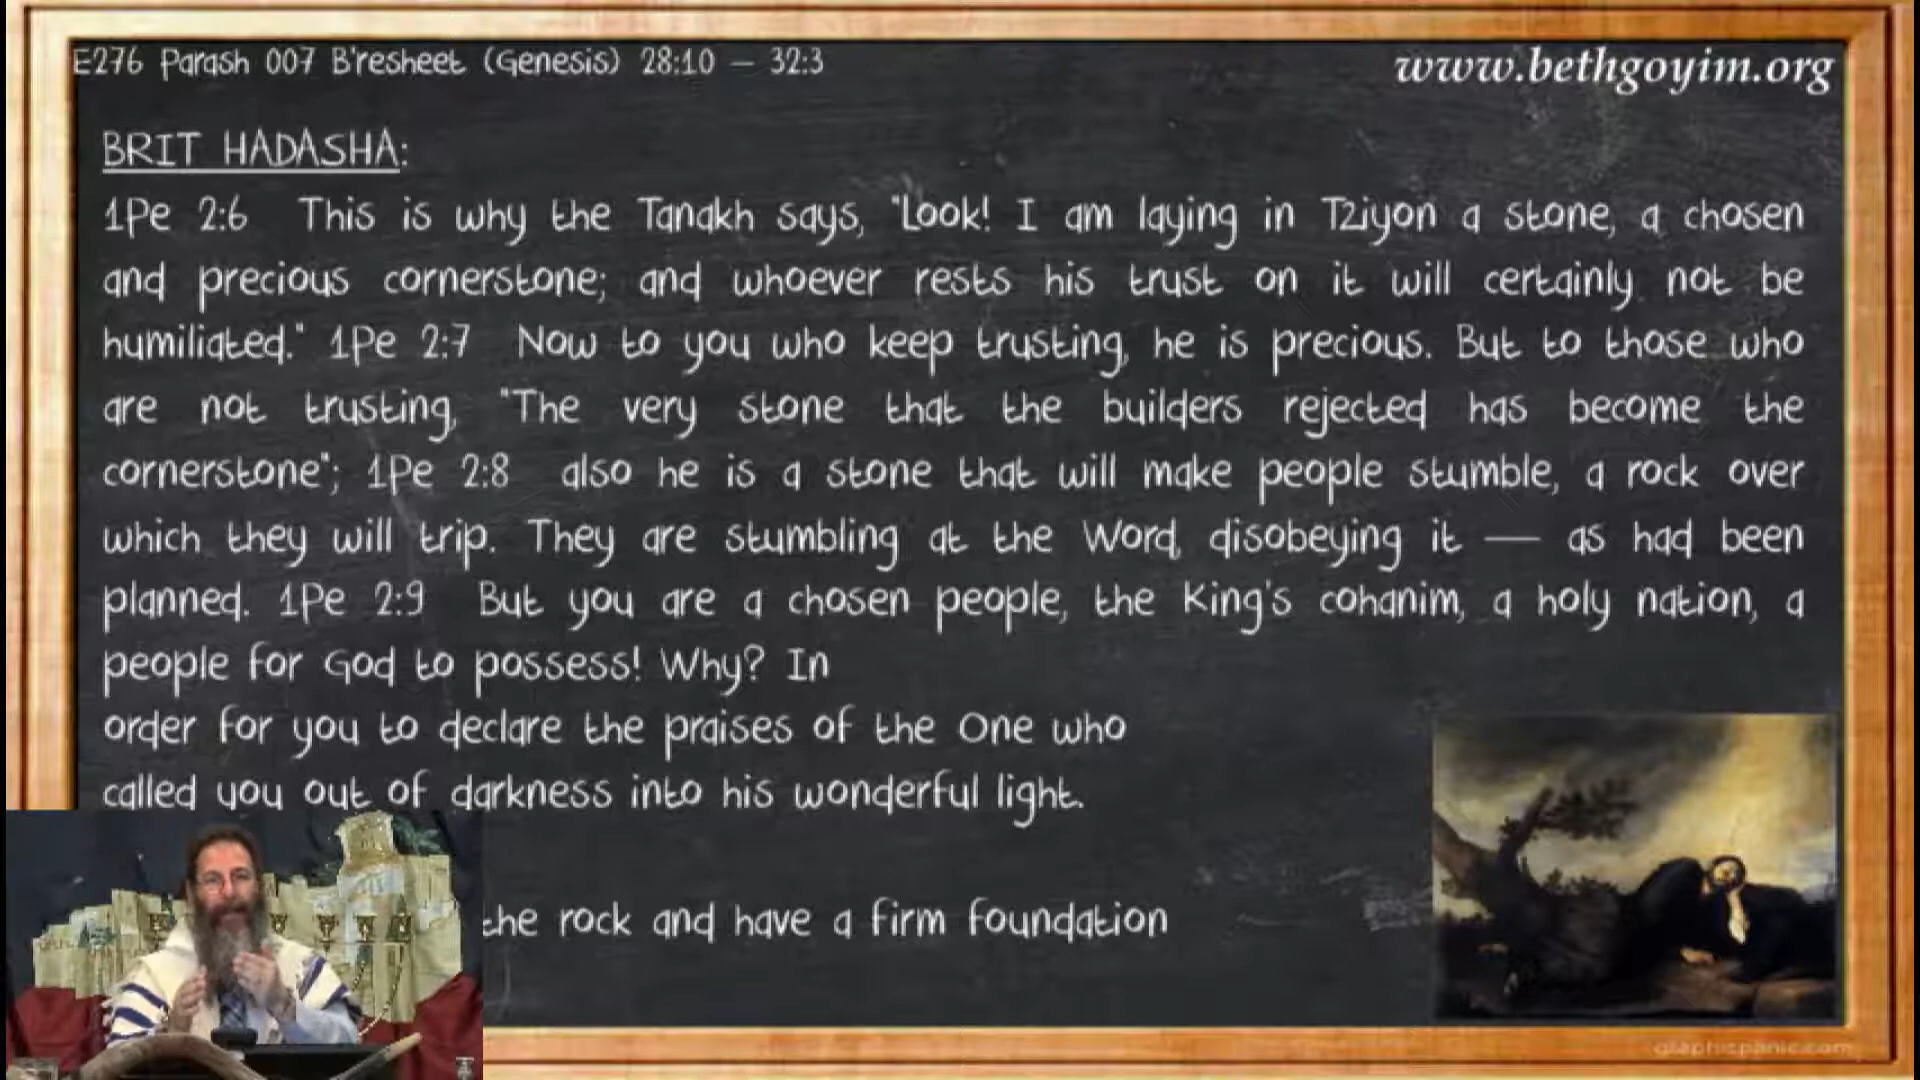 E276 Parash 007 B'resheet (Genesis) 28:10 – 32:3
www.bethgoyim.org
BRIT HADASHA:
1Pe 2:6 This is why the Tanakh says, "Look! I am laying in Tziyon a stone, a chosen
and precious cornerstone; and whoever rests his trust on it will certainly not be
humiliated." 1Pe 2:7 Now to you who keep trusting, he is precious. But to those who
are not trusting, "The very stone that the builders rejected has become the
cornerstone"; 1Pe 2:8 also he is a stone that will make people stumble, a rock over
which they will trip. They are stumbling at the Word, disobeying it — as had been
planned. 1Pe 2:9 But you are a chosen people, the King's cohanim, a holy nation, a
people for God to possess! Why? In
order for you to declare the praises of the One who
called you out of darkness into his wonderful light.
the rock and have a firm foundation